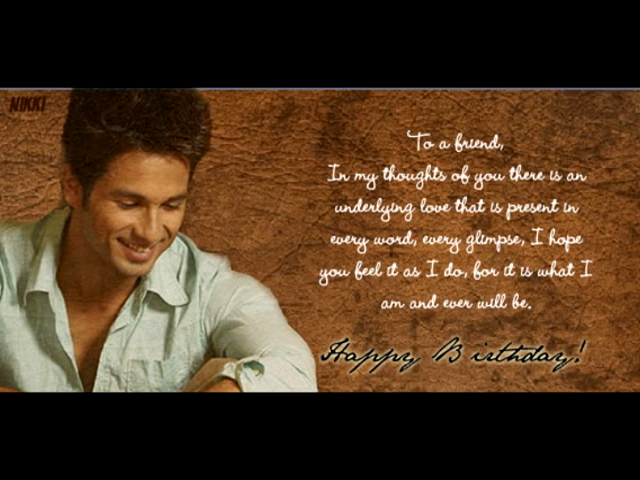 NIKKI
To a friend,
In my thoughts of you there is an
underlying love that is present in
every word, every glimpse, I hope
you feel it as I do, for it is what I
am and ever will be.
Happy Birthday!